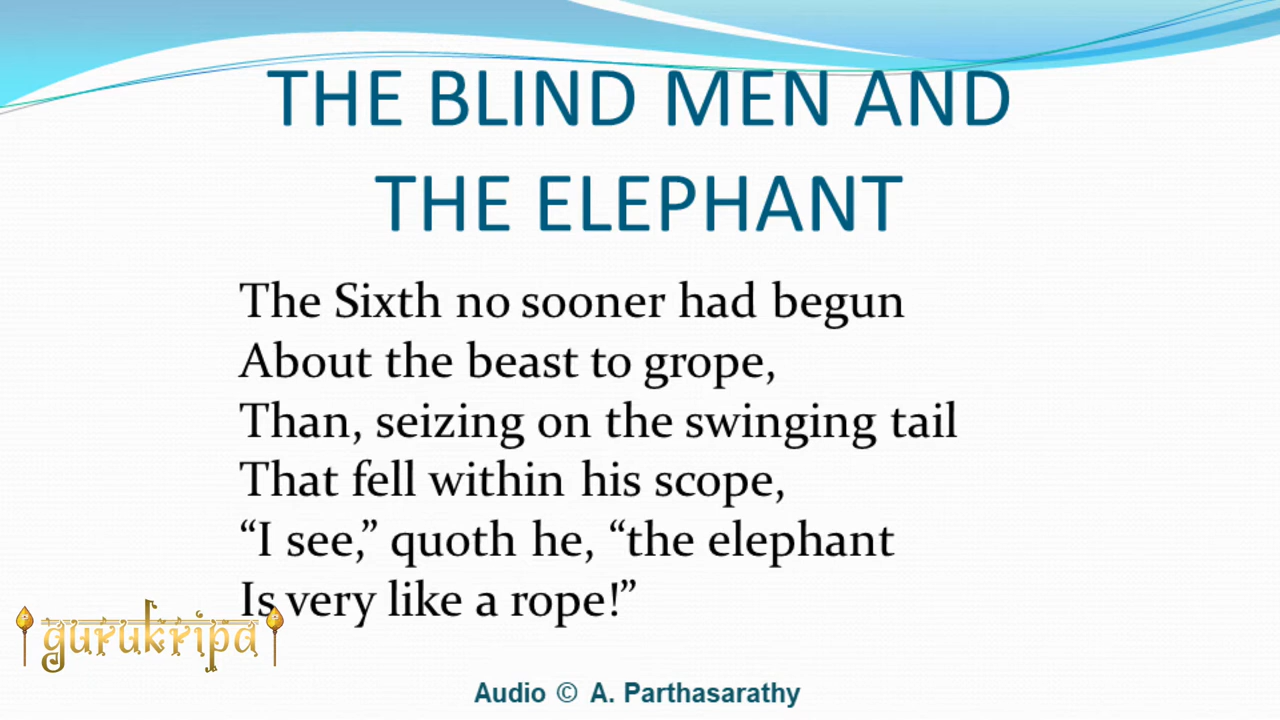 THE BLIND MEN AND
THE ELEPHANT
The Sixth no sooner had begun
About the beast to grope,
Than, seizing on the swinging tail
That fell within his scope,
“I see,” quoth he, “the elephant
Is very like a rope!”
gurukripa
Audio © A. Parthasarathy